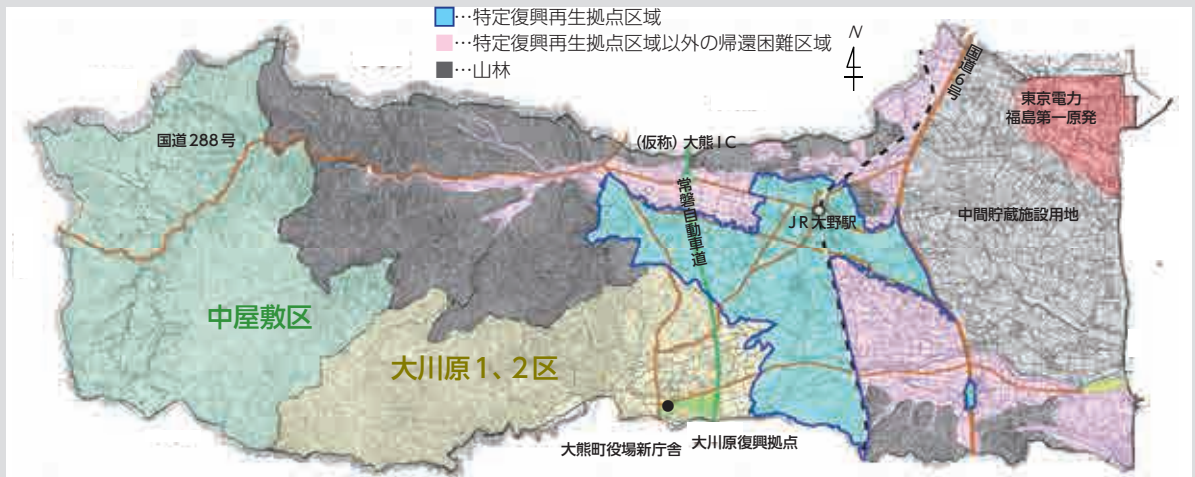 …特定復興再生拠点区域
…特定復興再生拠点区域以外の帰還困難区域
…山林
N
国道6号
東京電力
福島第一原発
国道288号
(仮称)大熊IC
常磐自動車道
JR大野駅
中間貯蔵施設用地
中屋敷区
大川原1、2区
大熊町役場新庁舎
大川原復興拠点